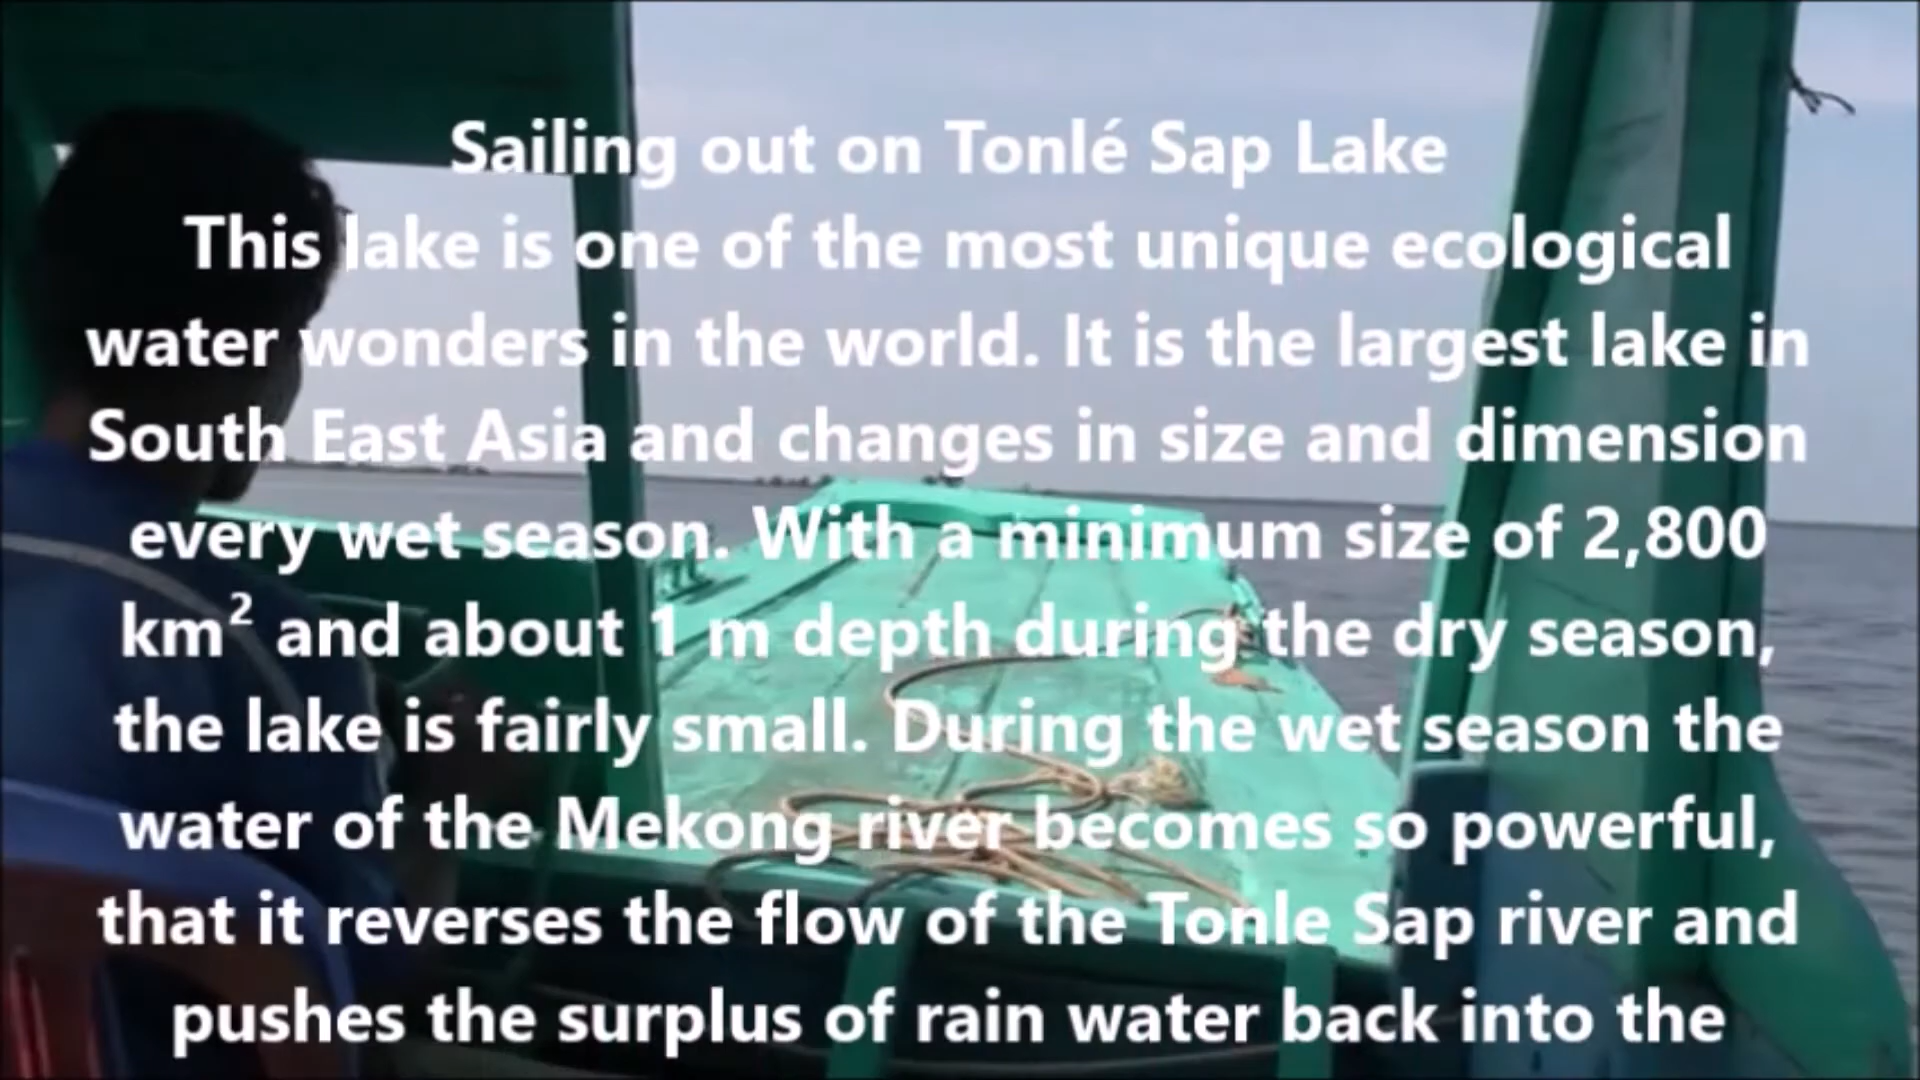 Sailing out on Tonlé Sap Lake
This lake is one of the most unique ecological
water wonders in the world. It is the largest lake in
South East Asia and changes in size and dimension
every wet season. With a minimum size of 2,800
km² and about 1 m depth during the dry season,
the lake is fairly small. During the wet season the
water of the Mekong river becomes so powerful,
that it reverses the flow of the Tonle Sap river and
pushes the surplus of rain water back into the